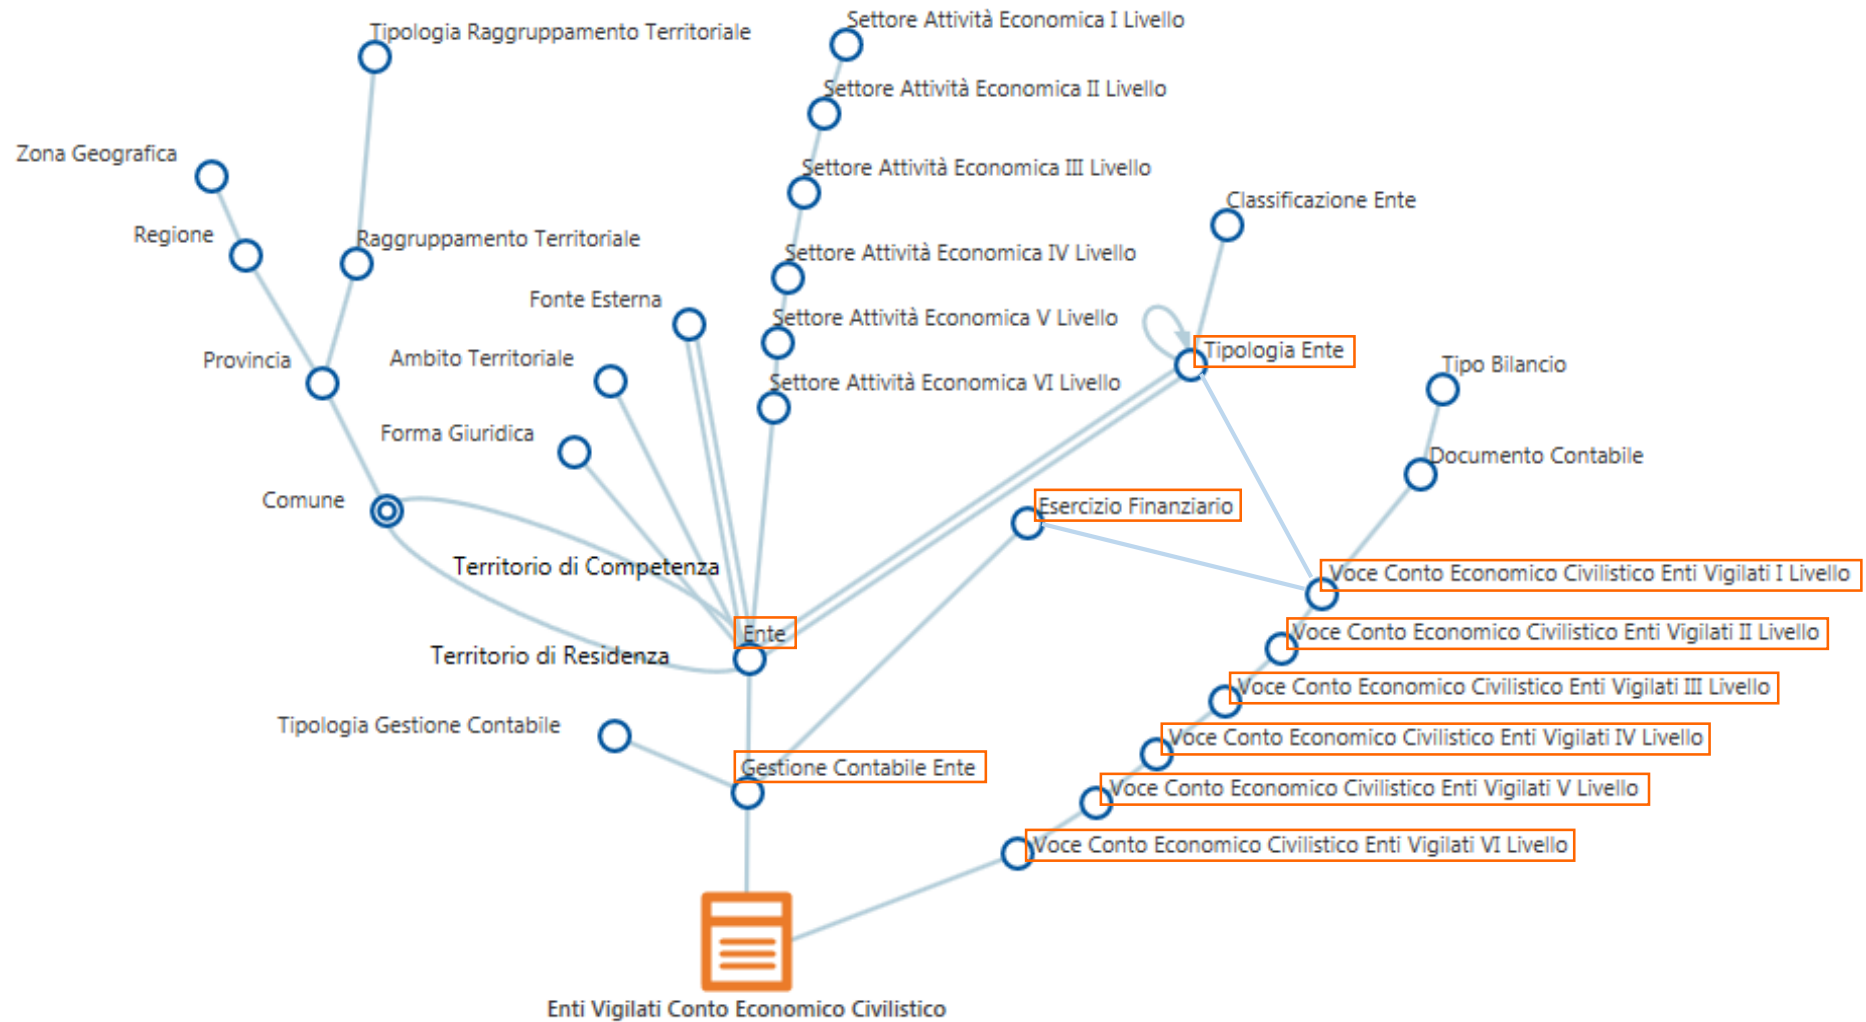 Settore Attività Economica I Livello
Tipologia Raggruppamento Territoriale
Settore Attività Economica II Livello
Zona Geografica
Settore Attività Economica III Livello
Classificazione Ente
Regione
Raggruppamento Territoriale
Settore Attività Economica IV Livello
Fonte Esterna
Settore Attività Economica V Livello
Tipologia Ente
Provincia
Ambito Territoriale
Tipo Bilancio
Settore Attività Economica VI Livello
Forma Giuridica
Documento Contabile
Comune
Esercizio Finanziario
Territorio di Competenza
Voce Conto Economico Civilistico Enti Vigilati I Livello
Ente
Voce Conto Economico Civilistico Enti Vigilati II Livello
Territorio di Residenza
Voce Conto Economico Civilistico Enti Vigilati III Livello
Tipologia Gestione Contabile
Voce Conto Economico Civilistico Enti Vigilati IV Livello
Gestione Contabile Ente
Voce Conto Economico Civilistico Enti Vigilati V Livello
Voce Conto Economico Civilistico Enti Vigilati VI Livello
Enti Vigilati Conto Economico Civilistico